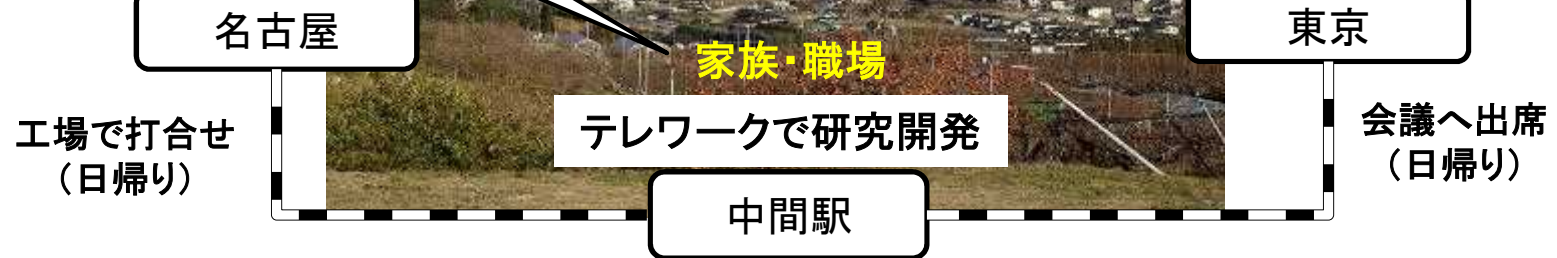 名古屋
東京
家族・職場
工場で打合せ
（日帰り）
テレワークで研究開発
会議へ出席
（日帰り）
中間駅